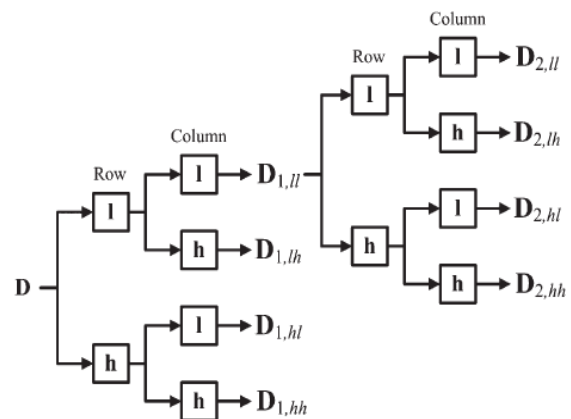 Column
Row
l
D2,ll
l
h
D2,lh
Column
Row
l
D1,ll
l
h
D1,lh
l
D2,hl
h
h
D2,hh
D
l
D1,hl
h
h
D1,hh